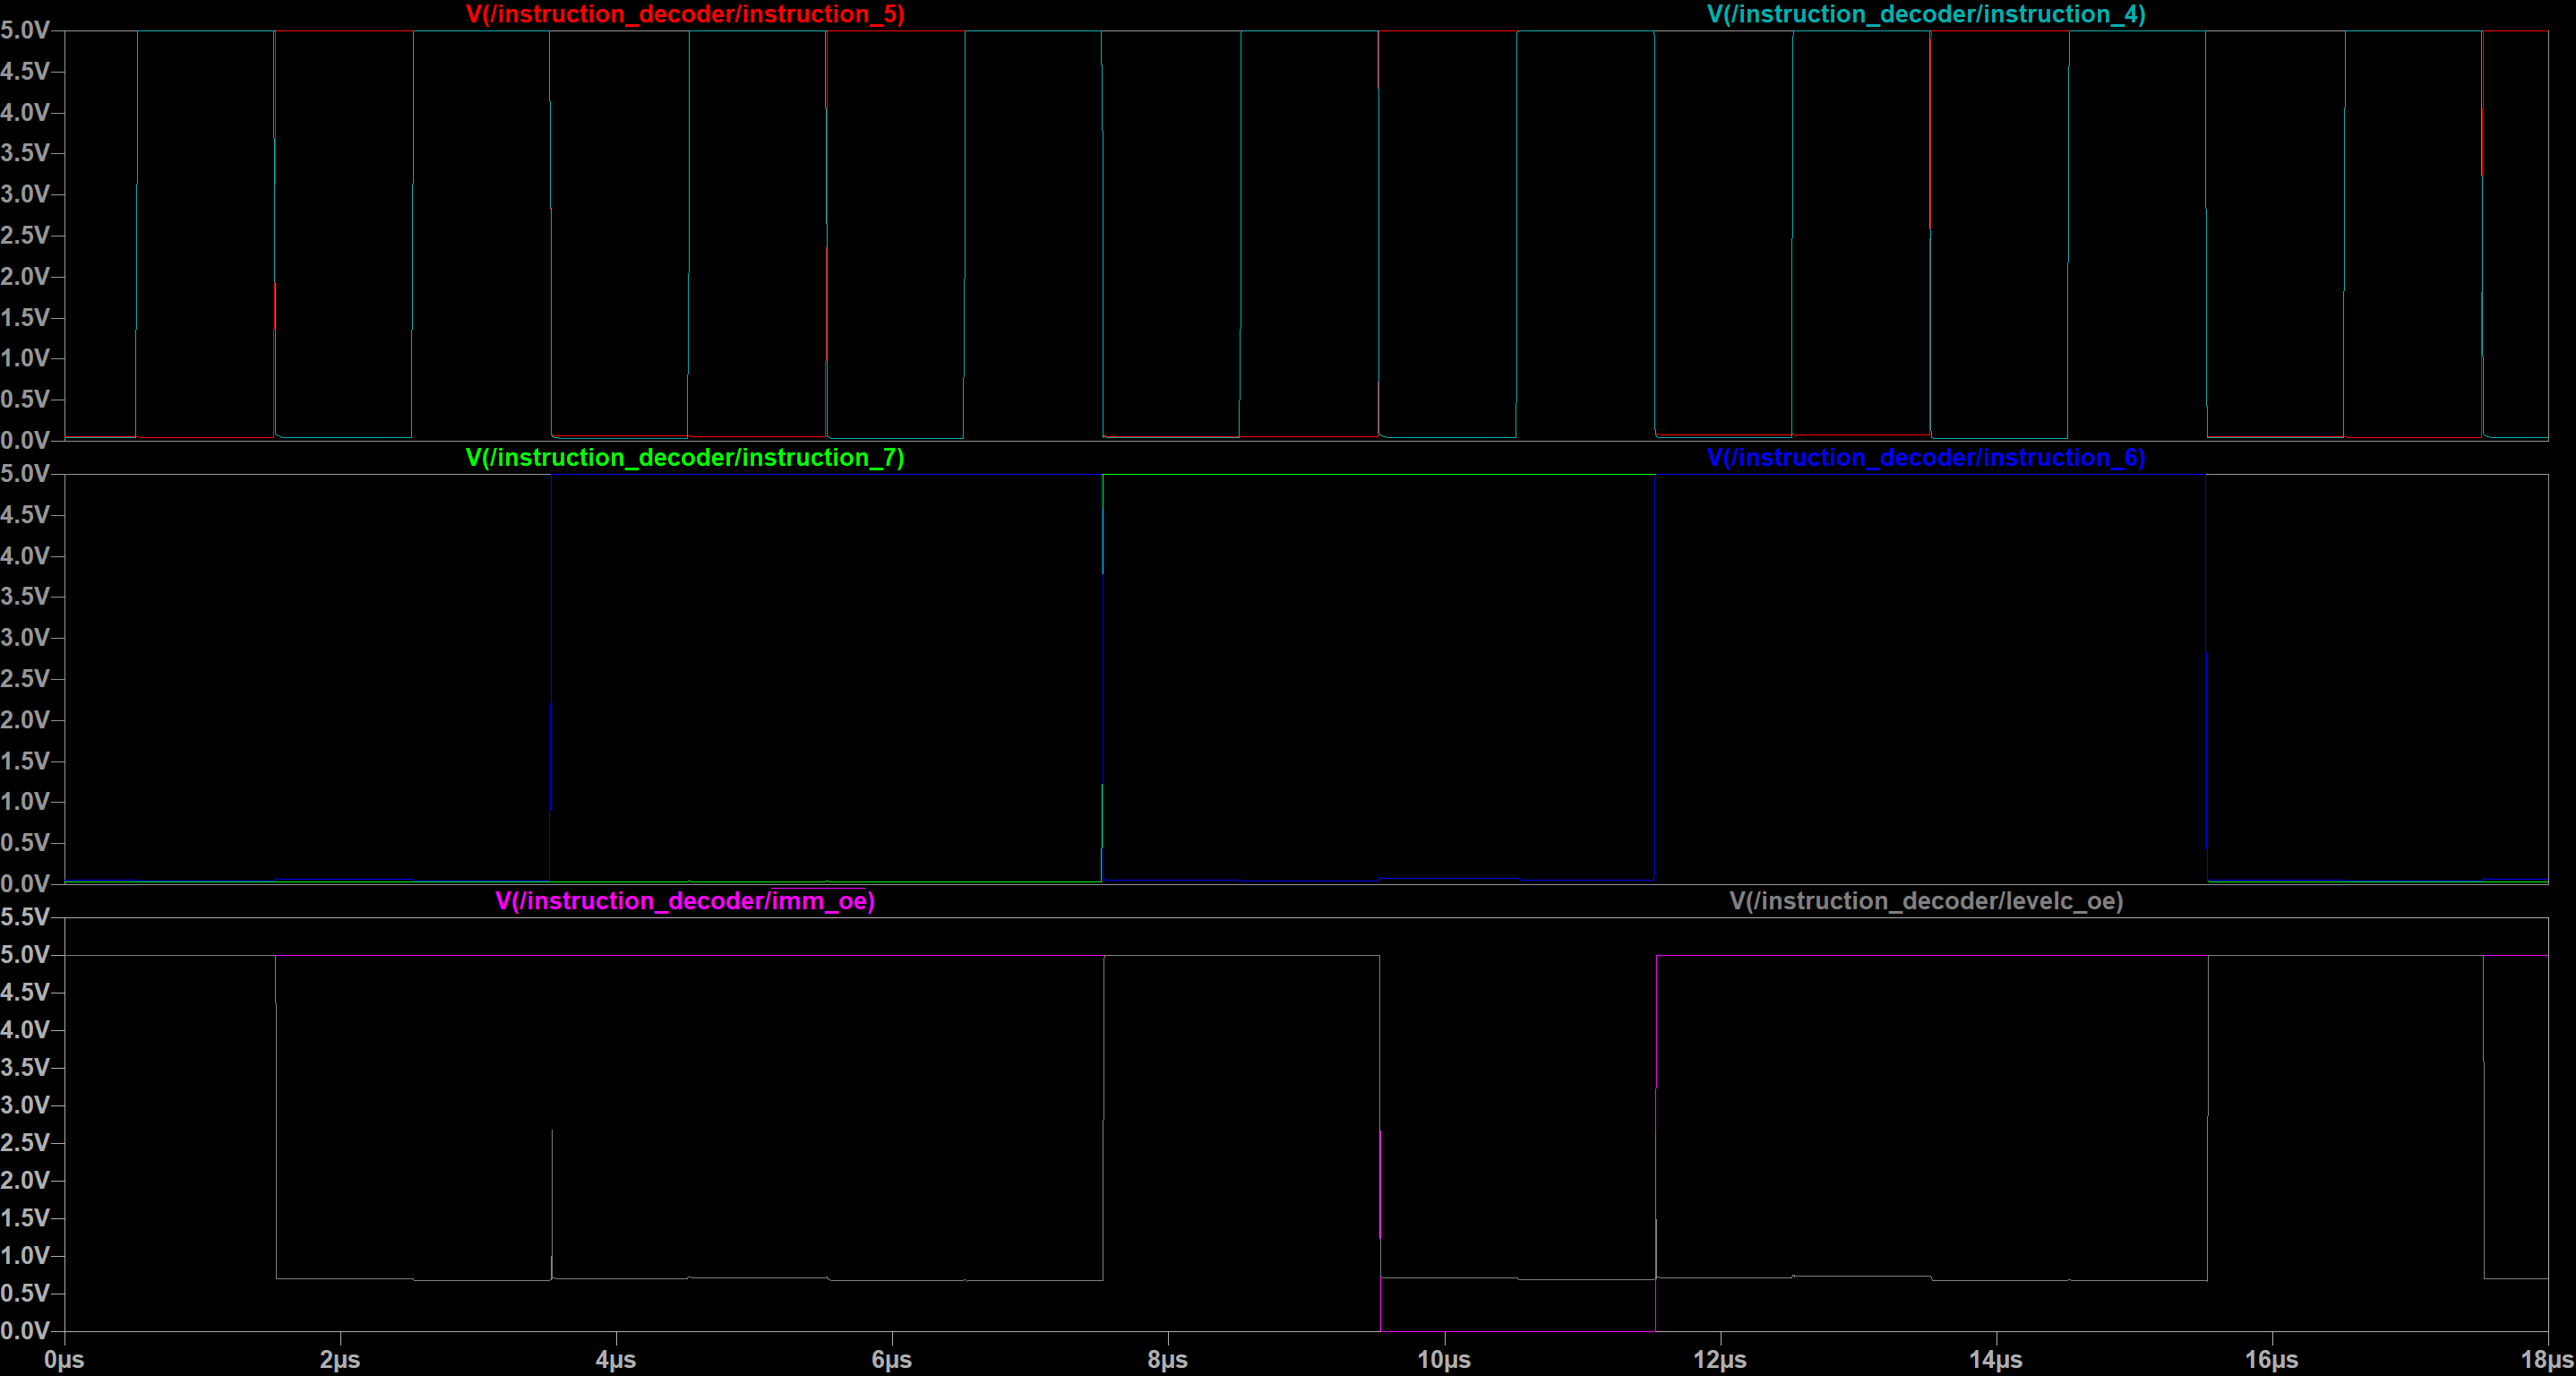 V(/instruction_decoder/instruction_5) V(/instruction_decoder/instruction_4)
5.0V
4.5V
4.0V
3.5V
3.0V
2.5V
2.0V
1.5V
1.0V
0.5V
0.0V
V(/instruction_decoder/instruction_7) V(/instruction_decoder/instruction_6)
5.0V
4.5V
4.0V
3.5V
3.0V
2.5V
2.0V
1.5V
1.0V
0.5V
0.0V
V(/instruction_decoder/imm_oe) V(/instruction_decoder/levelc_oe)
5.5V
5.0V
4.5V
4.0V
3.5V
3.0V
2.5V
2.0V
1.5V
1.0V
0.5V
0.0V
0µs 2µs 4µs 6µs 8µs 10µs 12µs 14µs 16µs 18µs